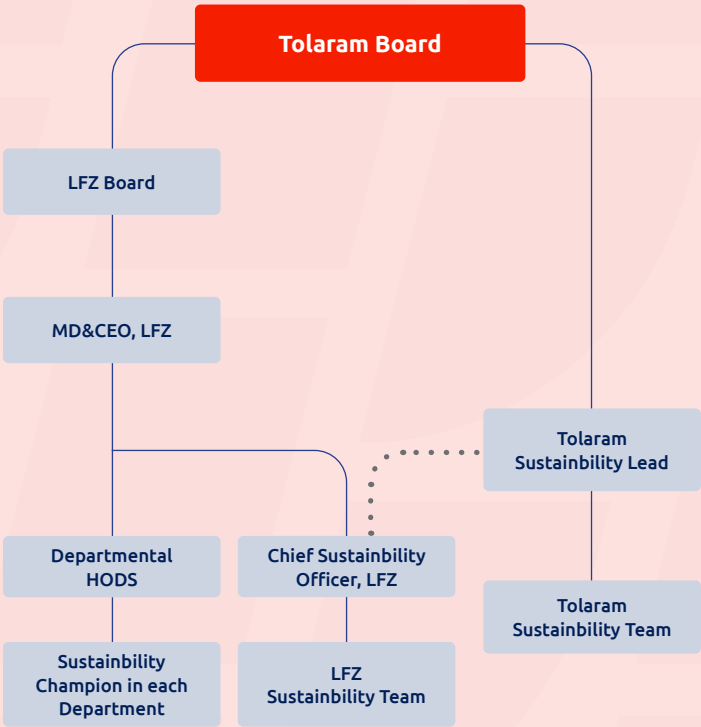 Tolaram Board
LFZ Board
MD&CEO, LFZ
Tolaram
Sustainbility Lead
Departmental
HODS
Chief Sustainbility
Officer, LFZ
Tolaram
Sustainbility Team
Sustainbility
Champion in each
Department
LFZ
Sustainbility Team